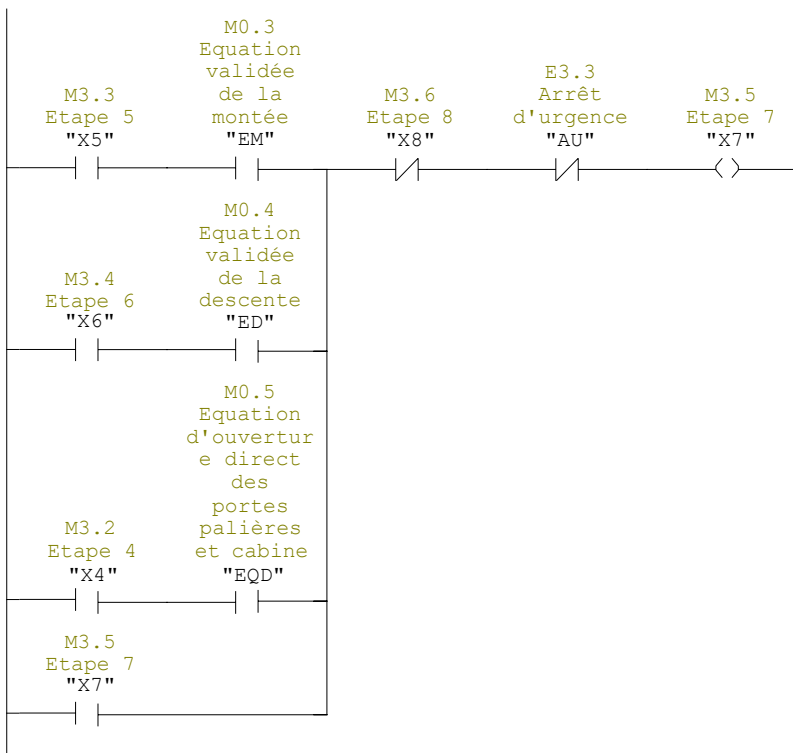 M0.3
Equation
validée
de la
montée
"EM"
M3.3
Etape 5
"X5"
M3.6
Etape 8
"X8"
E3.3
Arrêt
d'urgence
"AU"
M3.5
Etape 7
"X7"
M0.4
Equation
validée
de la
descente
"ED"
M3.4
Etape 6
"X6"
M0.5
Equation
d'ouvertur
e direct
des
portes
palières
et cabine
"EQD"
M3.2
Etape 4
"X4"
M3.5
Etape 7
"X7"